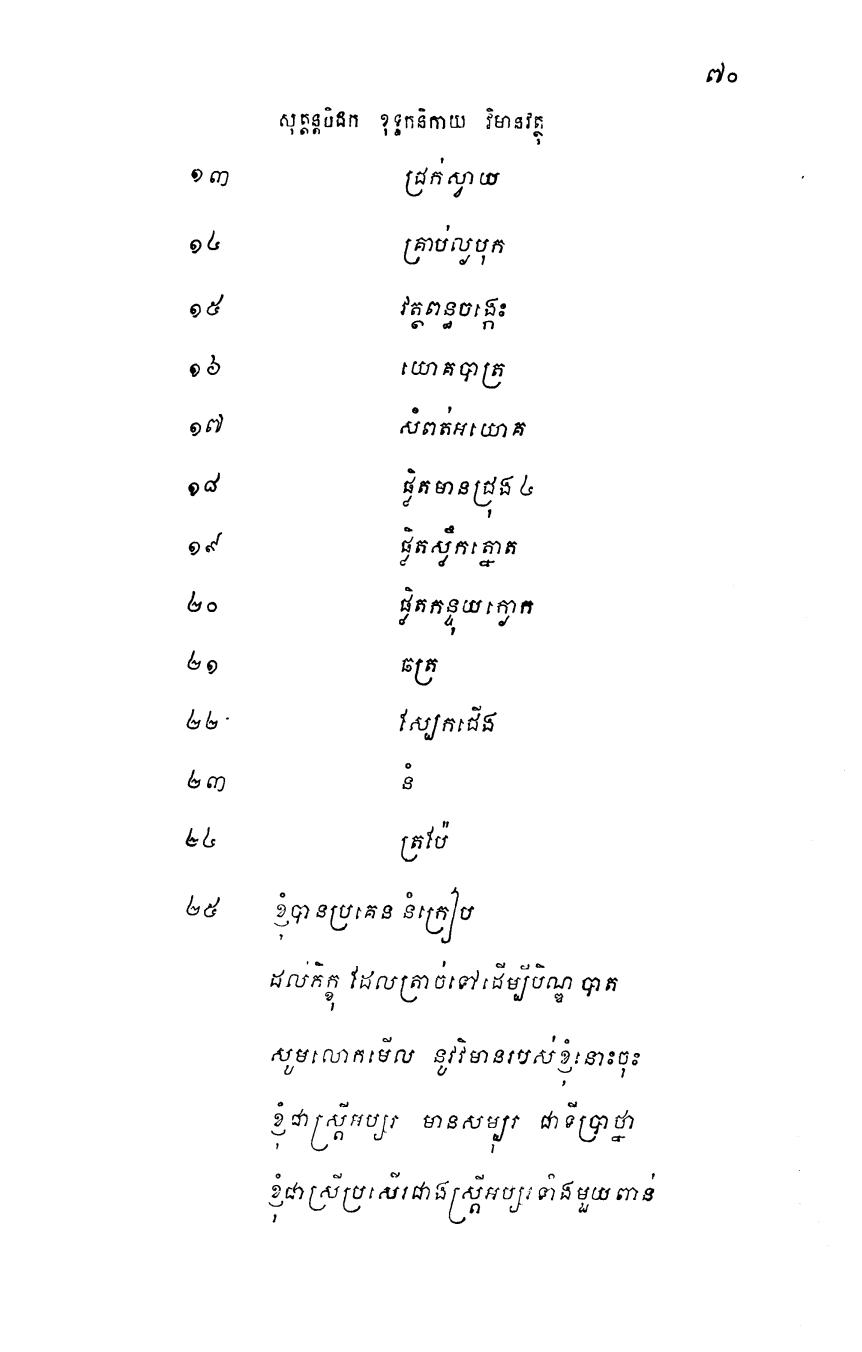 ៧០
សុត្តន្តបិដក ខុទ្ទកនិកាយ វិមានវត្ថុ
១៣ ជ្រក់ស្វាយ
១៤ គ្រាប់ល្ងបុក
១៥ វត្ថពន្ធចង្កេះ
១៦ យោគបាត្រ
១៧ សំពត់អយោគ
១៨ ផ្លិតមានជ្រុង ៤
១៩ ផ្លិតស្លឹកត្នោត
២០ ផ្លិតកន្ទុយក្ងោក
២១ ឆត្រ
២២ ស្បែកជើង
២៣ នំ
២៤ ត្របែ៉
២៥ ខ្ញុំបានប្រគេន នំក្រៀប
ដល់ភិក្ខុ ដែលត្រាច់ទៅដើម្បីបិណ្ឌ បាត
សូមលោកមើល នូវវិមានរបស់ខ្ញុំនោះចុះ
ខ្ញុំជាស្ត្រីអប្សរ មានសម្បុរ ជាទីប្រាថ្នា
ខ្ញុំជាស្រីប្រសើរជាងស្ត្រីអប្សរទាំងមួយពាន់